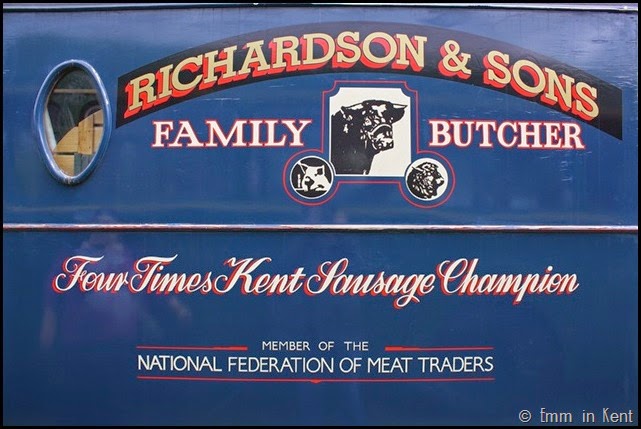 RICHARDSON & SONS
FAMILY BUTCHER
Four Times Kent Sausage Champion
MEMBER OF THE
NATIONAL FEDERATION OF MEAT TRADERS
© Emm in Kent